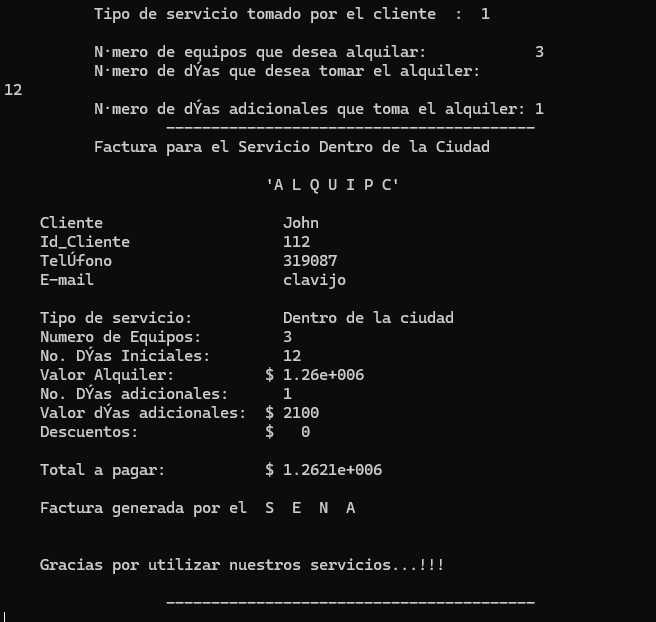 Tipo de servicio tomado por el cliente  :  1
N·mero de equipos que desea alquilar:            3
N·mero de dÝas que desea tomar el alquiler:
12
N·mero de dÝas adicionales que toma el alquiler: 1
-----------------------------------------
Factura para el Servicio Dentro de la Ciudad
'A L Q U I P C'
Cliente                    John
Id_Cliente                 112
TelÚfono                   319087
E-mail                     clavijo
Tipo de servicio:          Dentro de la ciudad
Numero de Equipos:         3
No. DÝas Iniciales:        12
Valor Alquiler:          $ 1.26e+006
No. DÝas adicionales:      1
Valor dÝas adicionales:  $ 2100
Descuentos:              $   0
Total a pagar:           $ 1.2621e+006
Factura generada por el  S  E  N  A
Gracias por utilizar nuestros servicios...!!!
-----------------------------------------